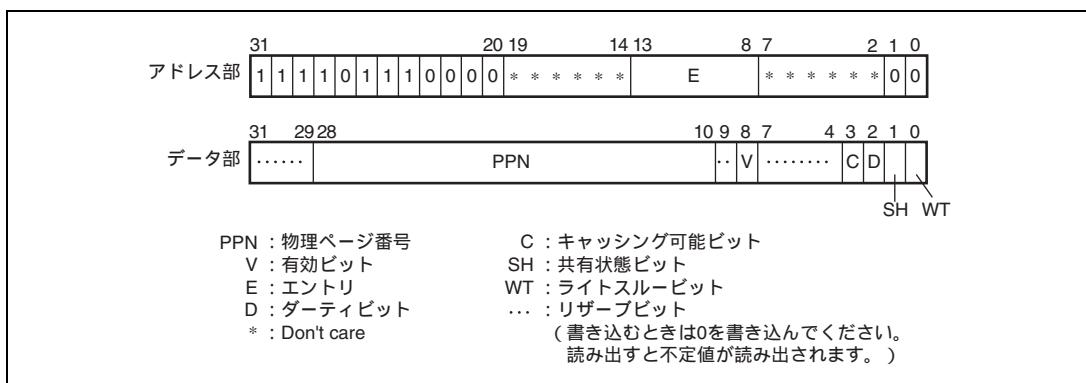 31 20 19 14 13 8 7 2 1 0
アドレス部 1 1 1 1 0 1 1 1 0 0 0 0 * * * * * * E * * * * * * 0 0
31 29 28 10 9 8 7 4 3 2 1 0
データ部 ······ PPN ·· V ········ C D
SH WT
PPN : 物理ページ番号 C : キャッシング可能ビット
V : 有効ビット SH : 共有状態ビット
E : エントリ WT : ライトスルービット
D : ダーティビット ··· : リザーブビット
* : Don't care （書き込むときは0を書き込んでください。
読み出すと不定値が読み出されます。）